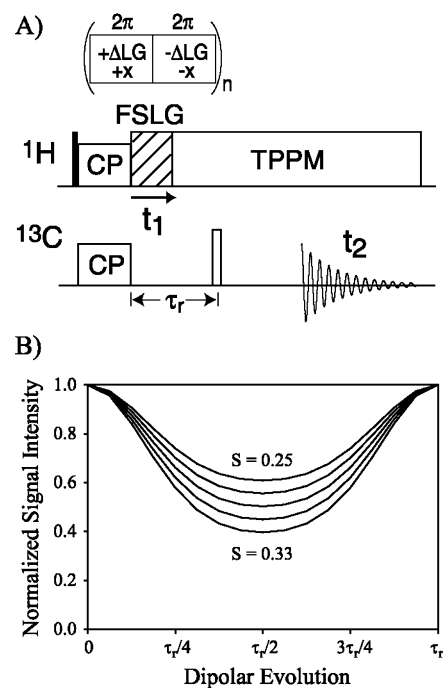 A)
2π 2π
+ΔLG -ΔLG
+x -x
n
FSLG
¹H CP TPPM
t₁
¹³C CP t₂
τᵣ
B)
Normalized Signal Intensity
1.0
0.8
0.6
0.4
0.2
0.0
S = 0.25
S = 0.33
0 τᵣ/4 τᵣ/2 3τᵣ/4 τᵣ
Dipolar Evolution